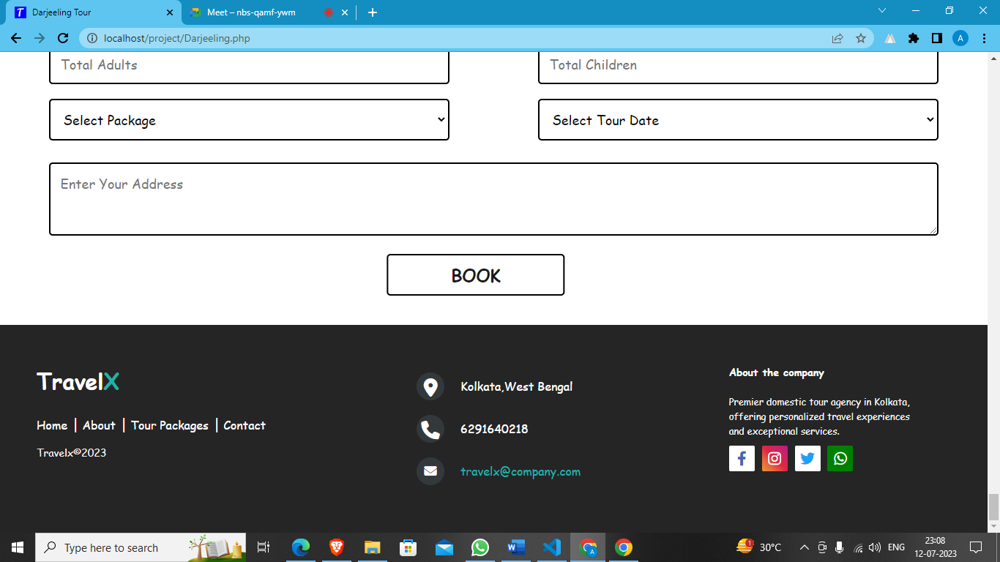 Darjeeling Tour
Meet – nbs-qamf-ywm
localhost/project/Darjeeling.php
A
Total Adults
Total Children
Select Package
Select Tour Date
Enter Your Address
BOOK
TravelX
Home | About | Tour Packages | Contact
Travelx©2023
Kolkata,West Bengal
6291640218
travelx@company.com
About the company
Premier domestic tour agency in Kolkata,
offering personalized travel experiences
and exceptional services.
Type here to search
1
30°C
ENG
23:08
12-07-2023